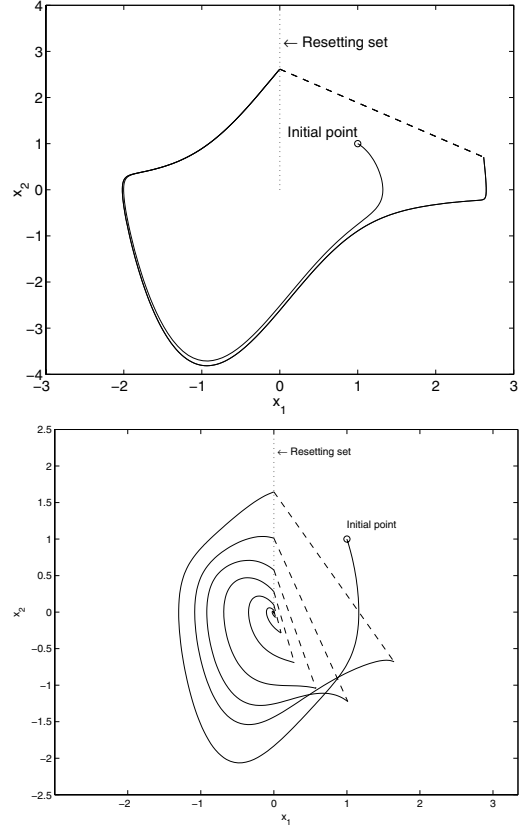 4
3
← Resetting set
2
Initial point
1
0
x2
−1
−2
−3
−4
−3 −2 −1 0 1 2 3
x1
2.5
2
← Resetting set
1.5
Initial point
1
0.5
0
x2
−0.5
−1
−1.5
−2
−2.5
−2 −1 0 1 2 3
x1